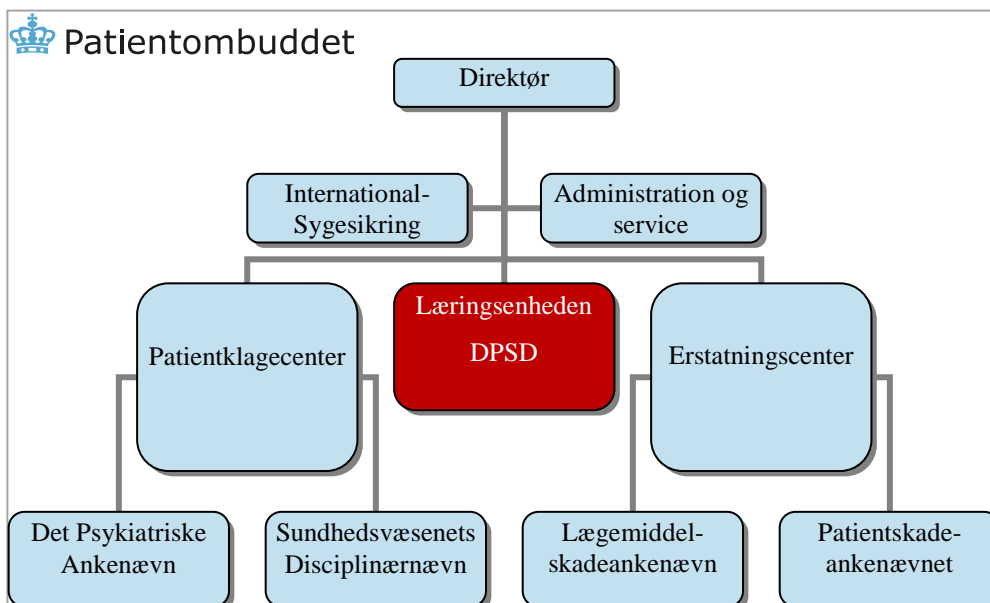 Patientombuddet
Direktør
International-
Sygesikring
Administration og
service
Patientklagecenter
Læringsenheden
DPSD
Erstatningscenter
Det Psykiatriske
Ankenævn
Sundhedsvæsenets
Disciplinærnævn
Lægemiddel-
skadeankenævn
Patientskade-
ankenævnet